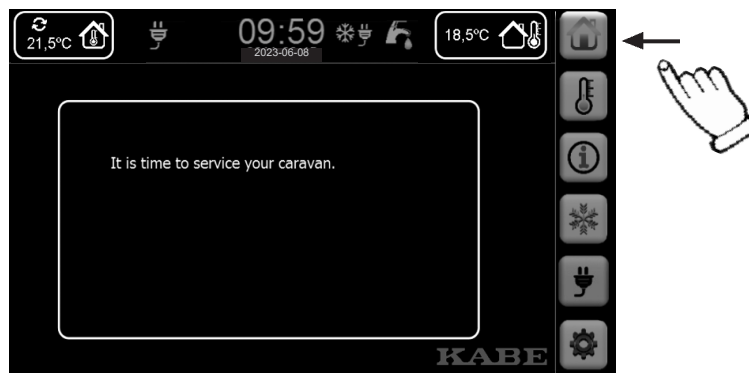 21,5ºC
09:59
2023-06-08
18,5ºC
It is time to service your caravan.
KABE